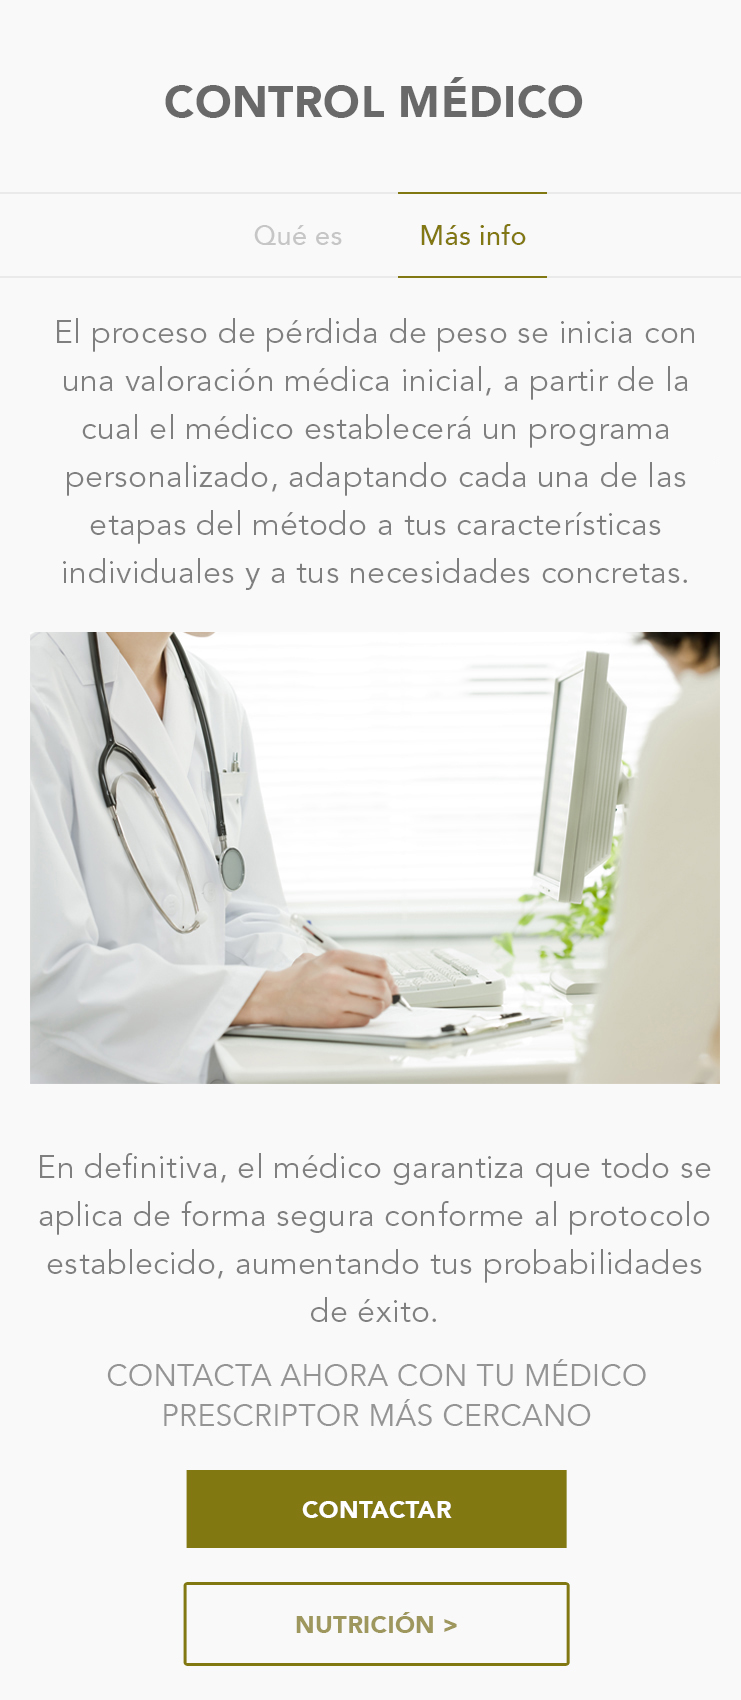 CONTROL MÉDICO
Qué es
Más info
El proceso de pérdida de peso se inicia con
una valoración médica inicial, a partir de la
cual el médico establecerá un programa
personalizado, adaptando cada una de las
etapas del método a tus características
individuales y a tus necesidades concretas.
En definitiva, el médico garantiza que todo se
aplica de forma segura conforme al protocolo
establecido, aumentando tus probabilidades
de éxito.
CONTACTA AHORA CON TU MÉDICO
PRESCRIPTOR MÁS CERCANO
CONTACTAR
NUTRICIÓN >